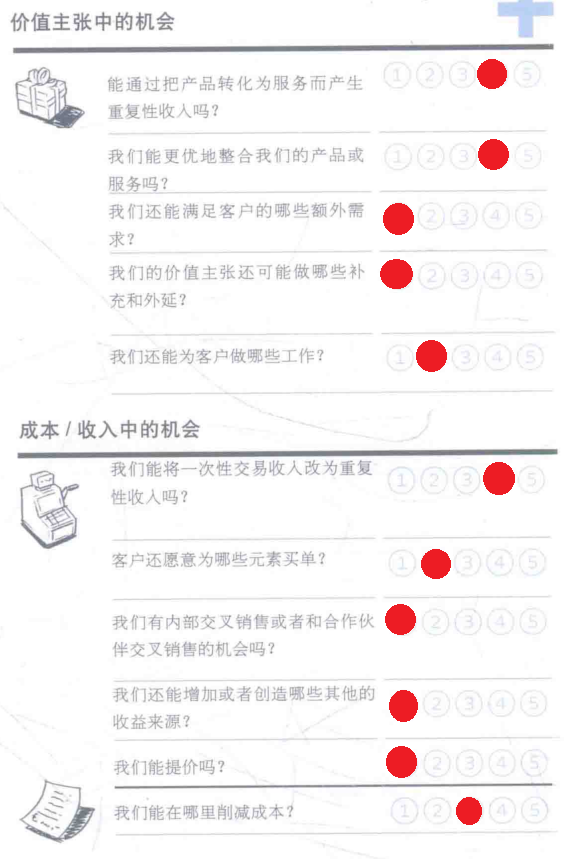 价值主张中的机会
能通过把产品转化为服务而产生 1 2 3 5
重复性收入吗？
我们能更优地整合我们的产品或 1 2 3 5
服务吗？
我们还能满足客户的哪些额外需 2 3 4 5
求？
我们的价值主张还可能做哪些补 2 3 4 5
充和外延？
我们还能为客户做哪些工作？ 1 3 4 5
成本/收入中的机会
我们能将一次性交易收入改为重复 1 2 3 5
性收入吗？
客户还愿意为哪些元素买单？ 1 3 4 5
我们有内部交叉销售或者和合作伙 2 3 4 5
伴交叉销售的机会吗？
我们还能增加或者创造哪些其他的 2 3 4 5
收益来源？
我们能提价吗？ 2 3 4 5
我们能在哪里削减成本？ 1 2 4 5